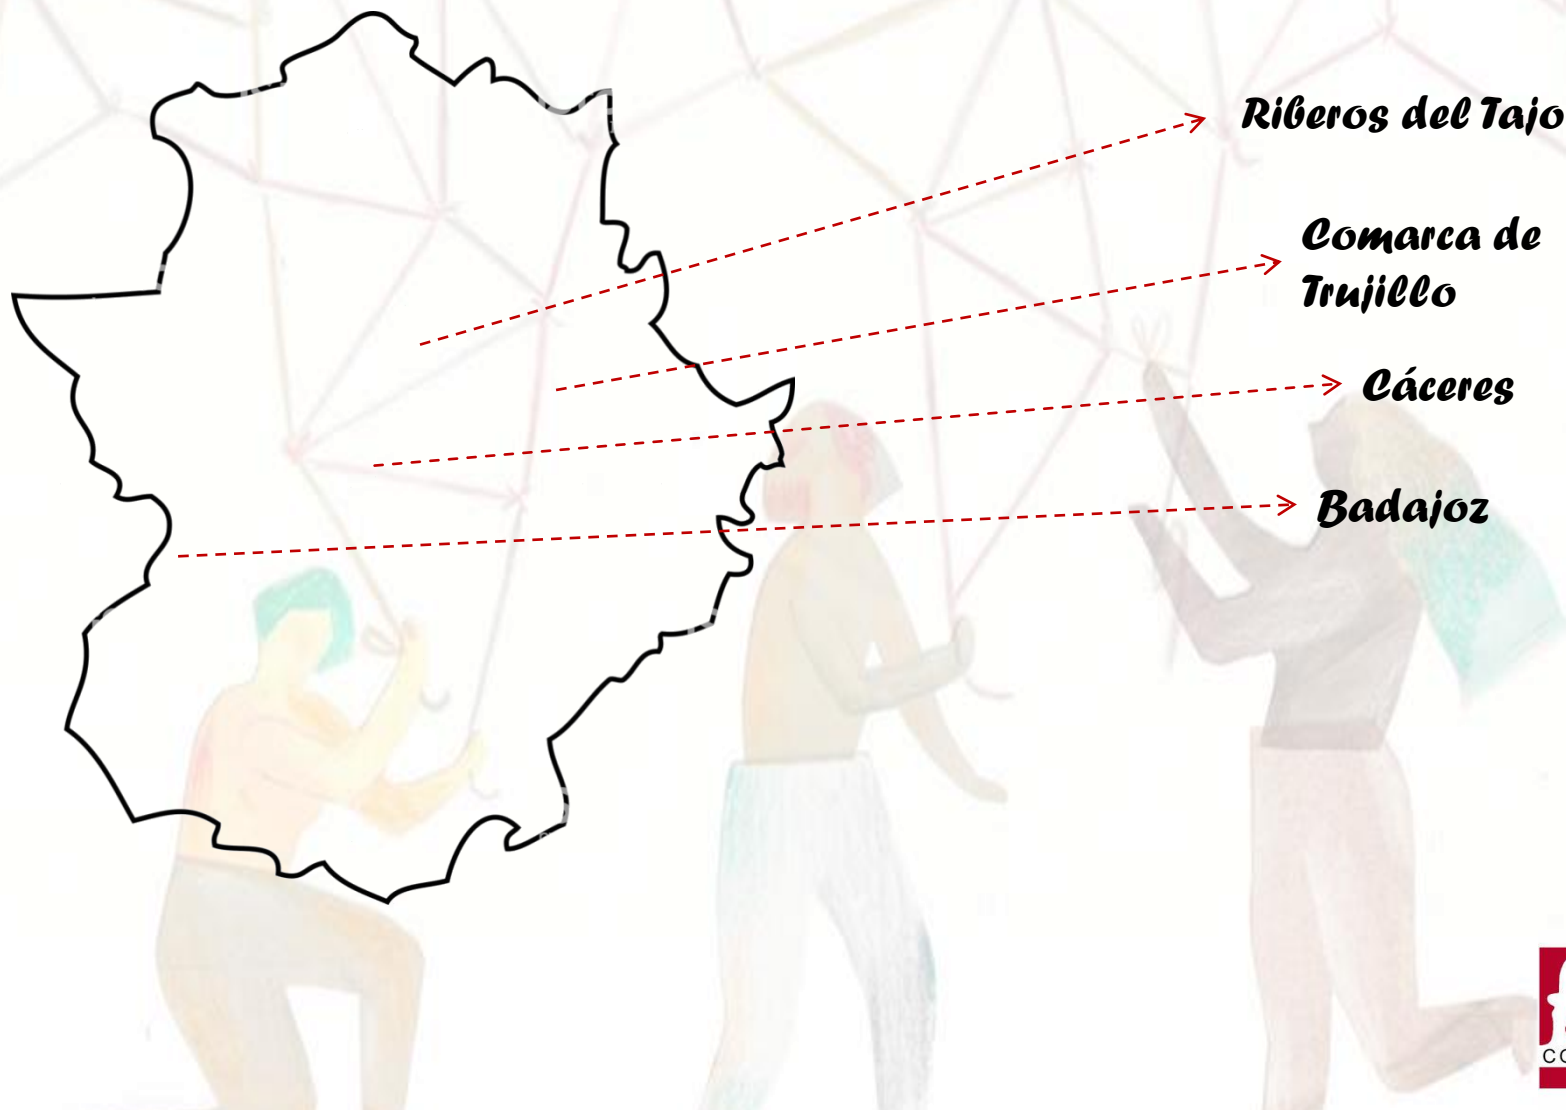 Riberos del Tajo
Comarca de
Trujillo
Cáceres
Badajoz